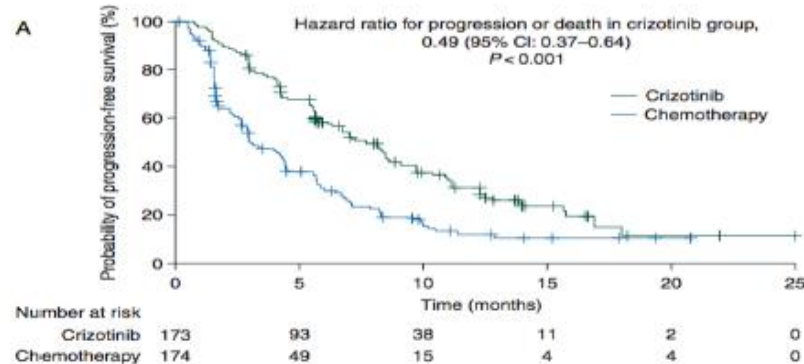 A
Hazard ratio for progression or death in crizotinib group,
0.49 (95% CI: 0.37–0.64)
P < 0.001
Crizotinib
Chemotherapy
Probability of progression-free survival (%)
100
80
60
40
20
0
0 5 10 15 20 25
Time (months)
Number at risk
Crizotinib 173 93 38 11 2 0
Chemotherapy 174 49 15 4 4 0